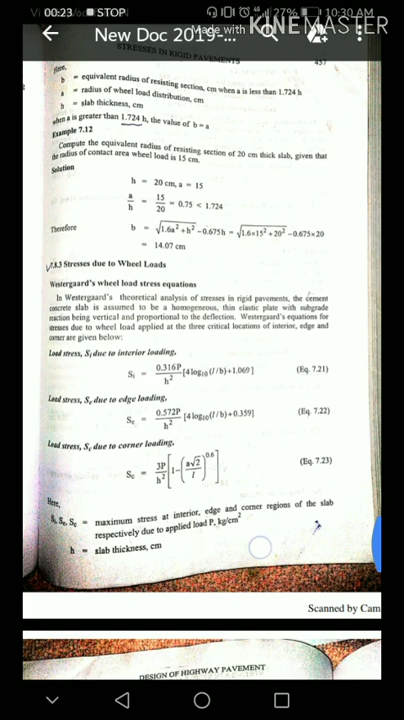 00:23 STOP 27% 10:30 AM
Made with KINEMASTER
New Doc 2019-...
STRESSES IN RIGID PAVEMENTS 457
Here,
b = equivalent radius of resisting section, cm when a is less than 1.724 h
a = radius of wheel load distribution, cm
h = slab thickness, cm
when a is greater than 1.724 h, the value of b = a
Example 7.12
Compute the equivalent radius of resisting section of 20 cm thick slab, given that
the radius of contact area wheel load is 15 cm.
Solution
h = 20 cm, a = 15
a/h = 15/20 = 0.75 < 1.724
Therefore b = √1.6a² + h² – 0.675h = √1.6×15² + 20² – 0.675×20
= 14.07 cm
7.3.3 Stresses due to Wheel Loads
Westergaard's wheel load stress equations
In Westergaard's theoretical analysis of stresses in rigid pavements, the cement
concrete slab is assumed to be a homogeneous, thin elastic plate with subgrade
reaction being vertical and proportional to the deflection. Westergaard's equations for
stresses due to wheel load applied at the three critical locations of interior, edge and
corner are given below:
Load stress, Si due to interior loading,
Si = 0.316P/h² [4 log10 (l/b) + 1.069] (Eq. 7.21)
Load stress, Se due to edge loading,
Se = 0.572P/h² [4 log10 (l/b) + 0.359] (Eq. 7.22)
Load stress, Sc due to corner loading,
Sc = 3P/h² [1 – (a√2/l)^0.6] (Eq. 7.23)
Here,
Si, Se, Sc = maximum stress at interior, edge and corner regions of the slab
respectively due to applied load P, kg/cm²
h = slab thickness, cm
Scanned by Cam
DESIGN OF HIGHWAY PAVEMENT